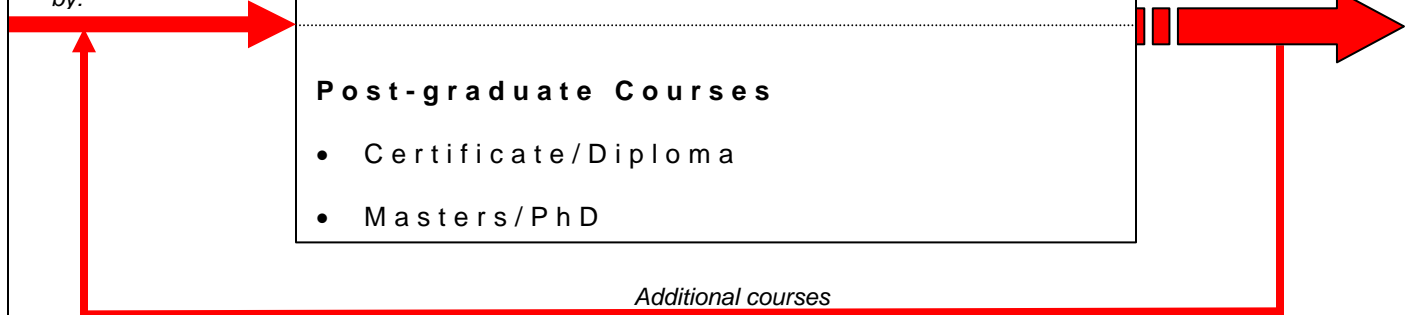 by:
Post-graduate Courses
• Certificate/Diploma
• Masters/PhD
Additional courses